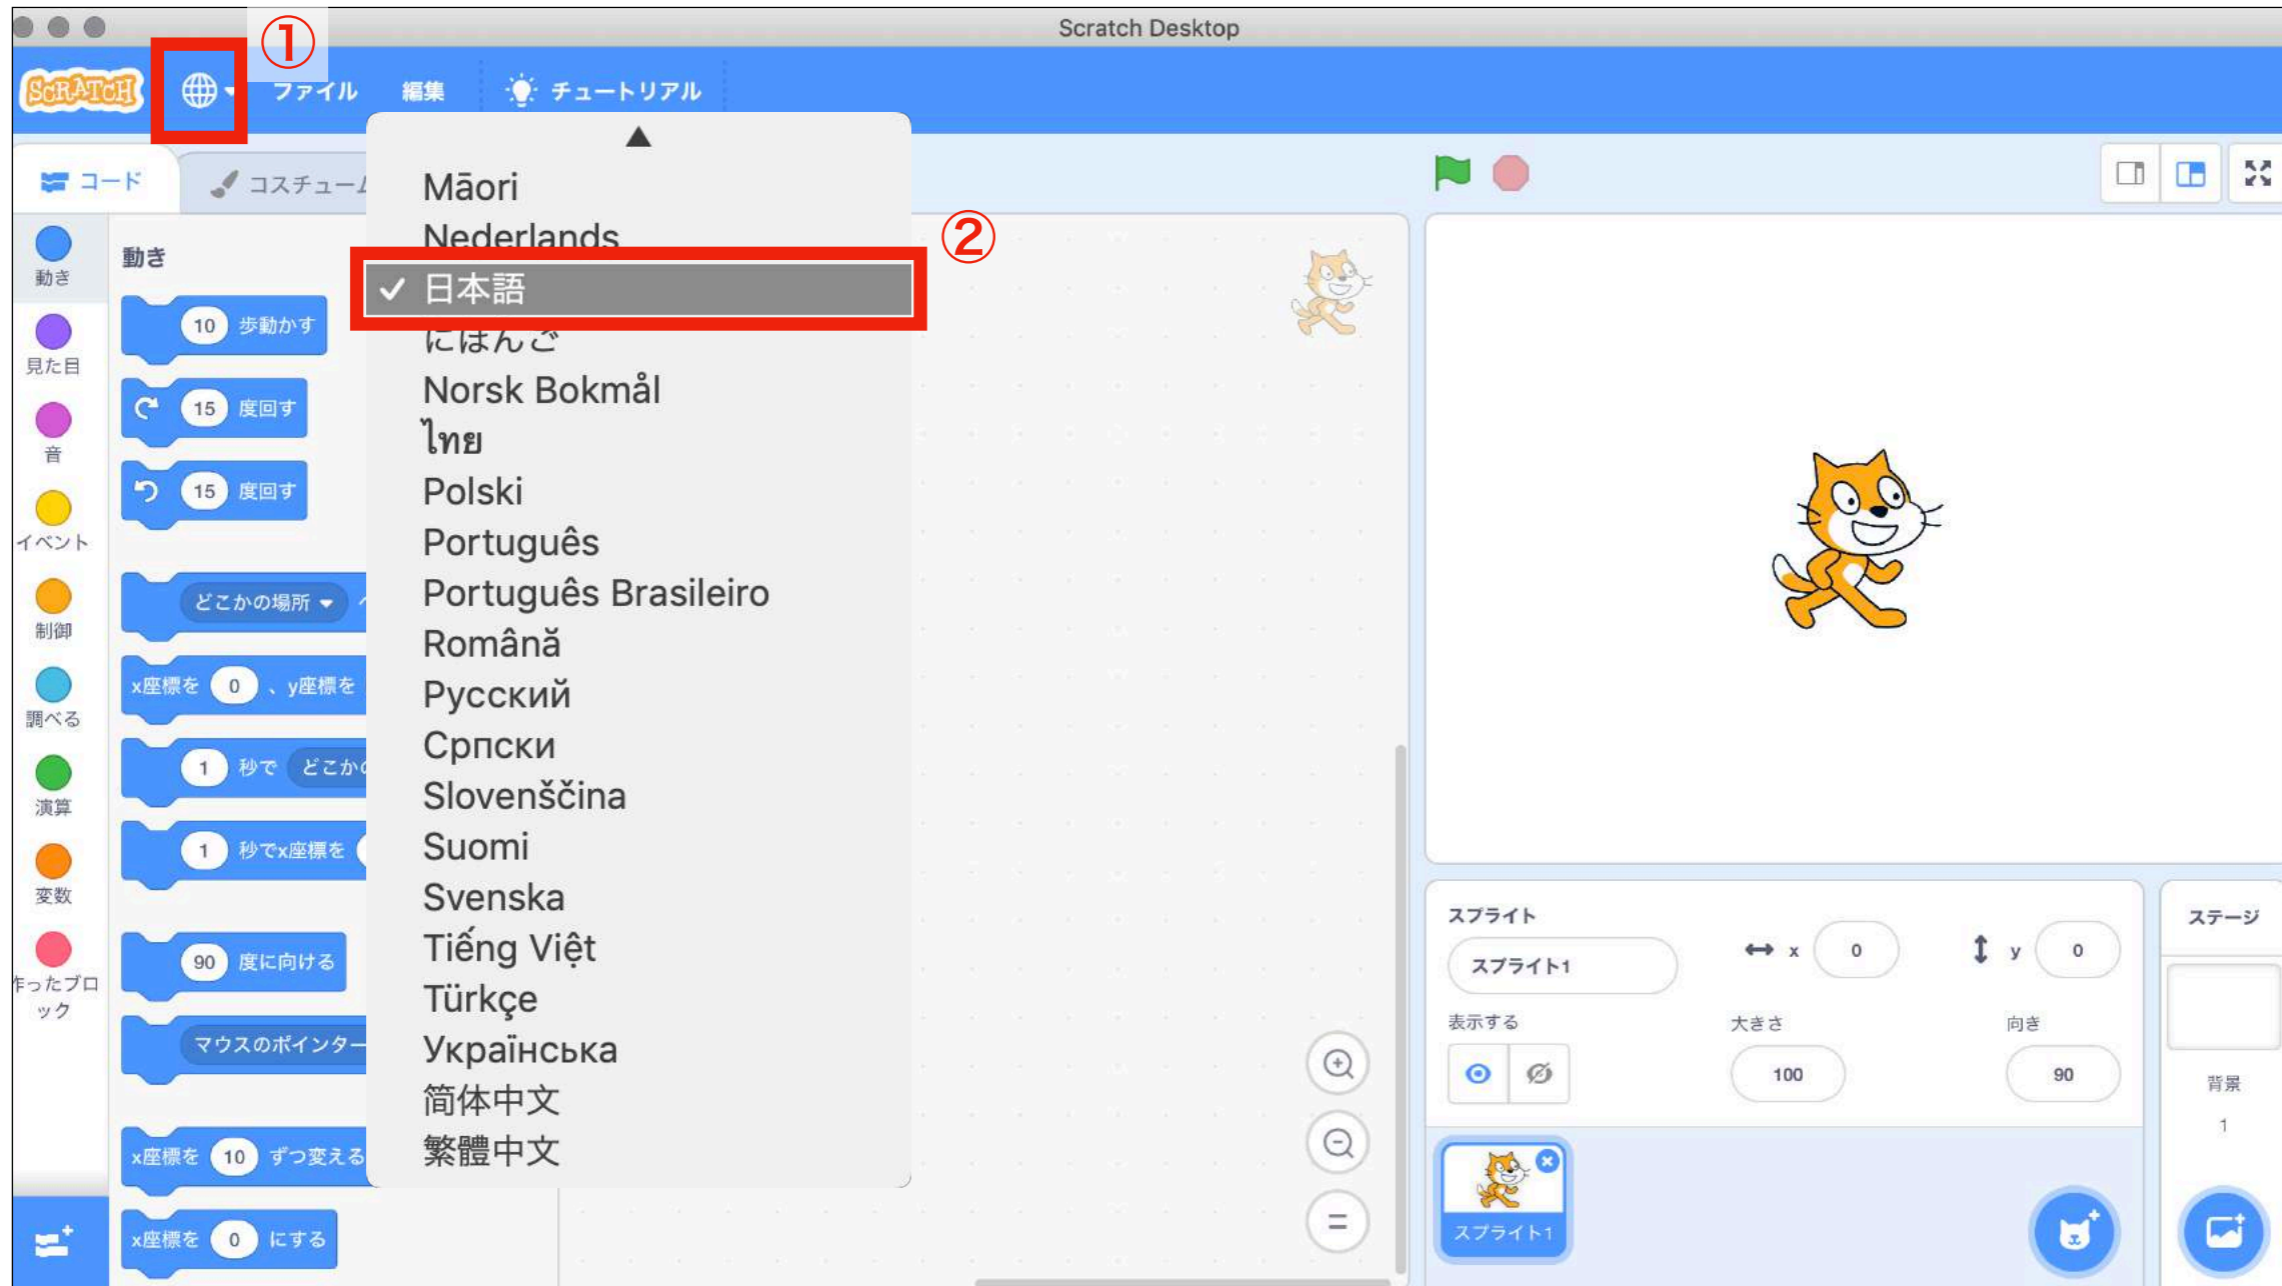 Scratch Desktop
①
SCRATCH
ファイル 編集 チュートリアル
コード コスチューム
動き
見た目
音
イベント
制御
調べる
演算
変数
作ったブロ
ック
動き
10 歩動かす
15 度回す
15 度回す
どこかの場所
x座標を 0 、y座標を
1 秒で どこか
1 秒でx座標を
90 度に向ける
マウスのポインター
x座標を 10 ずつ変える
x座標を 0 にする
Māori
Nederlands
②
日本語
にほんご
Norsk Bokmål
ไทย
Polski
Português
Português Brasileiro
Română
Русский
Српски
Slovenščina
Suomi
Svenska
Tiếng Việt
Türkçe
Українська
简体中文
繁體中文
スプライト
スプライト1 x 0 y 0
表示する 大きさ 向き
100 90
スプライト1
ステージ
背景
1